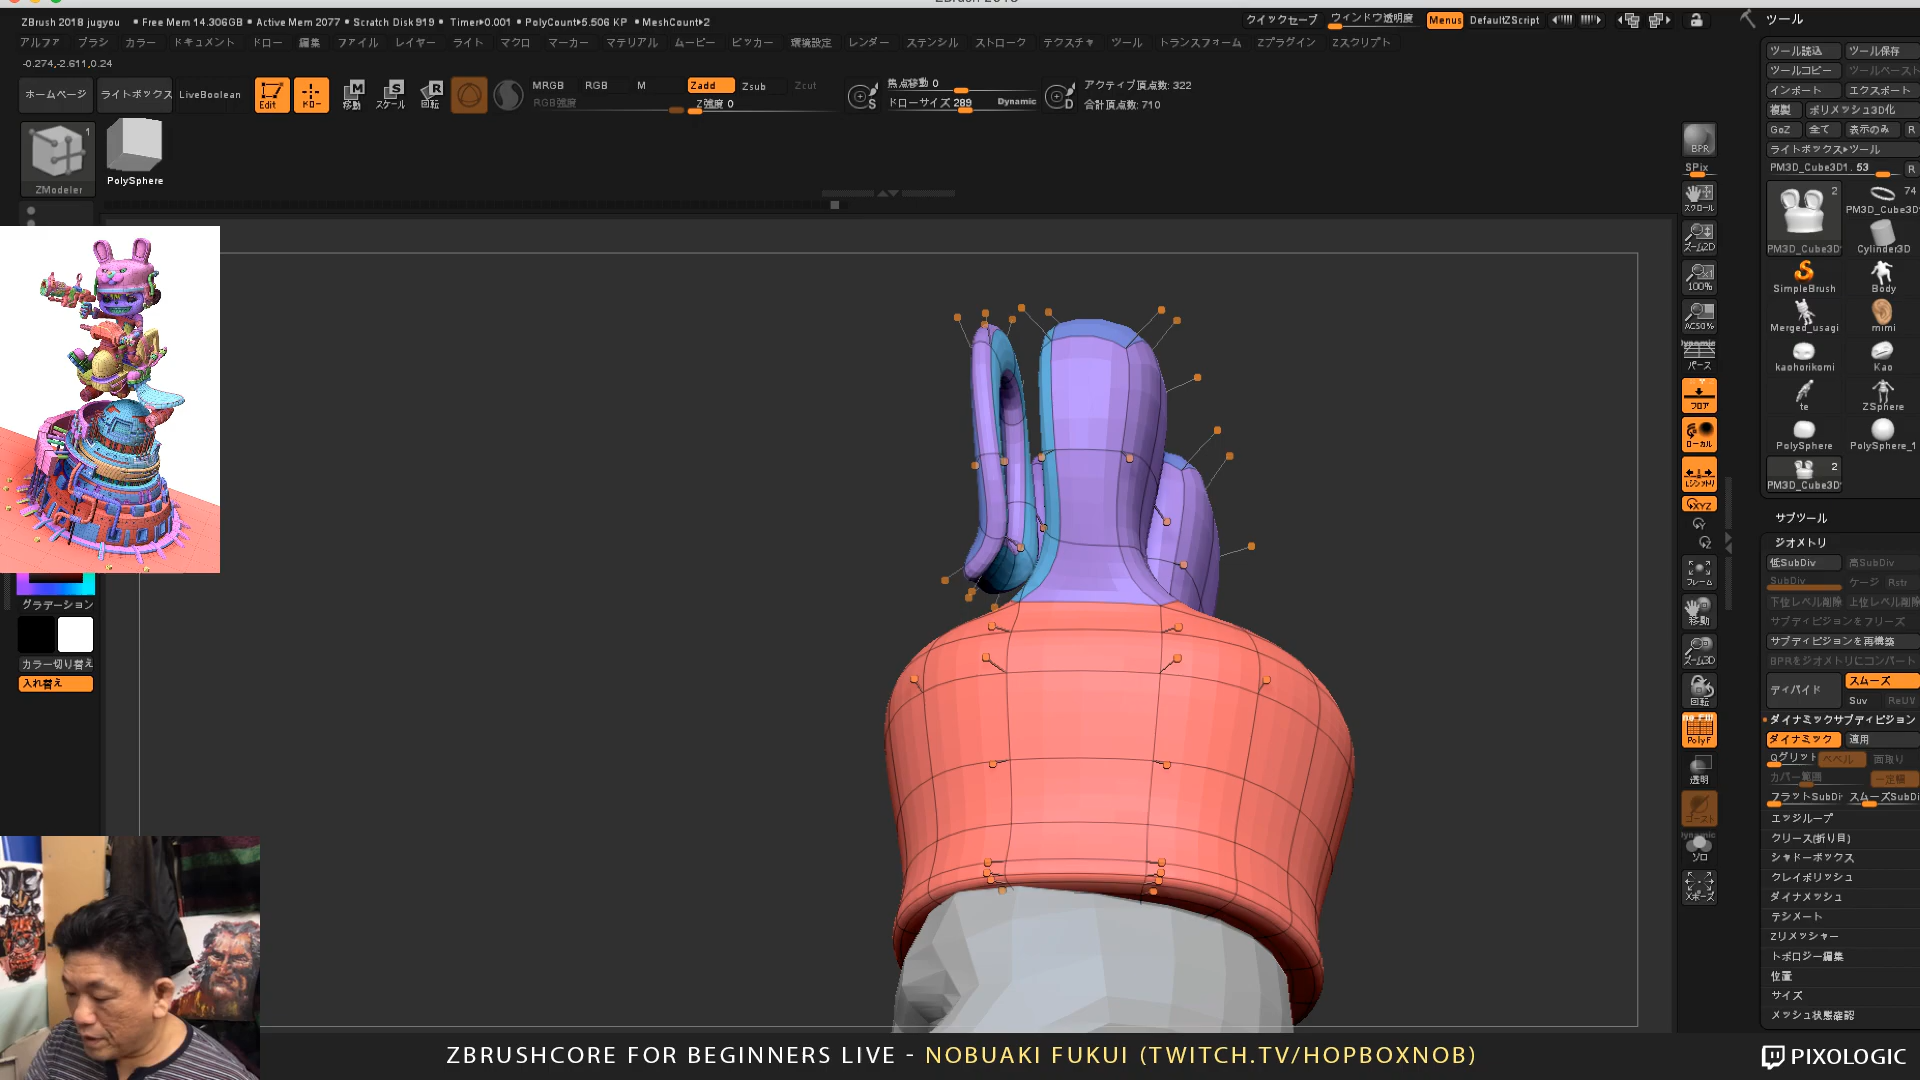 ZBrush 2018 jugyou • Free Mem 14.306GB • Active Mem 2077 • Scratch Disk 919 • Timer▸0.001 • PolyCount▸5.506 KP • MeshCount▸2
クイックセーブ ウィンドウ透明度 Menus DefaultZScript
アルファ ブラシ カラー ドキュメント ドロー 編集 ファイル レイヤー ライト マクロ マーカー マテリアル ムービー ピッカー 環境設定 レンダー ステンシル ストローク テクスチャ ツール トランスフォーム Zプラグイン Zスクリプト
-0.274,-2.611,0.24
ホームページ ライトボックス LiveBoolean Edit ドロー 移動 スケール 回転
MRGB RGB M Zadd Zsub Zcut
RGB強度 Z強度 0
焦点移動 0
ドローサイズ 289 Dynamic
アクティブ頂点数: 322
合計頂点数: 710
ZModeler
PolySphere
グラデーション
カラー切り替え
入れ替え
BPR
SPix
スクロール
ズーム2D
100%
AC50%
Dynamic
パース
フロア
ローカル
XYZ
フレーム
移動
ズーム3D
回転
PolyF
透明
ゴースト
Dynamic
ソロ
Xポーズ
ツール
ツール読込 ツール保存
ツールコピー ツールペースト
インポート エクスポート
複製 ポリメッシュ3D化
GoZ 全て 表示のみ R
ライトボックス▸ツール
PM3D_Cube3D1. 53 R
2 74
PM3D_Cube3D
PM3D_Cube3D Cylinder3D
SimpleBrush Body
Merged_usagi mimi
kaohorikomi Kao
te ZSphere
PolySphere PolySphere_1
2
PM3D_Cube3D
サブツール
ジオメトリ
低SubDiv 高SubDiv
SubDiv ケージ Rstr
下位レベル削除 上位レベル削除
サブディビジョンをフリーズ
サブディビジョンを再構築
BPRをジオメトリにコンバート
ディバイド スムーズ
Suv ReUV
ダイナミックサブディビジョン
ダイナミック 適用
Qグリット ベベル 面取り
カバー範囲 一定幅
フラットSubDiv スムーズSubDi
エッジループ
クリース(折り目)
シャドーボックス
クレイポリッシュ
ダイナメッシュ
テシメート
Zリメッシャー
トポロジー編集
位置
サイズ
メッシュ状態確認
ZBRUSHCORE FOR BEGINNERS LIVE - NOBUAKI FUKUI (TWITCH.TV/HOPBOXNOB)
PIXOLOGIC